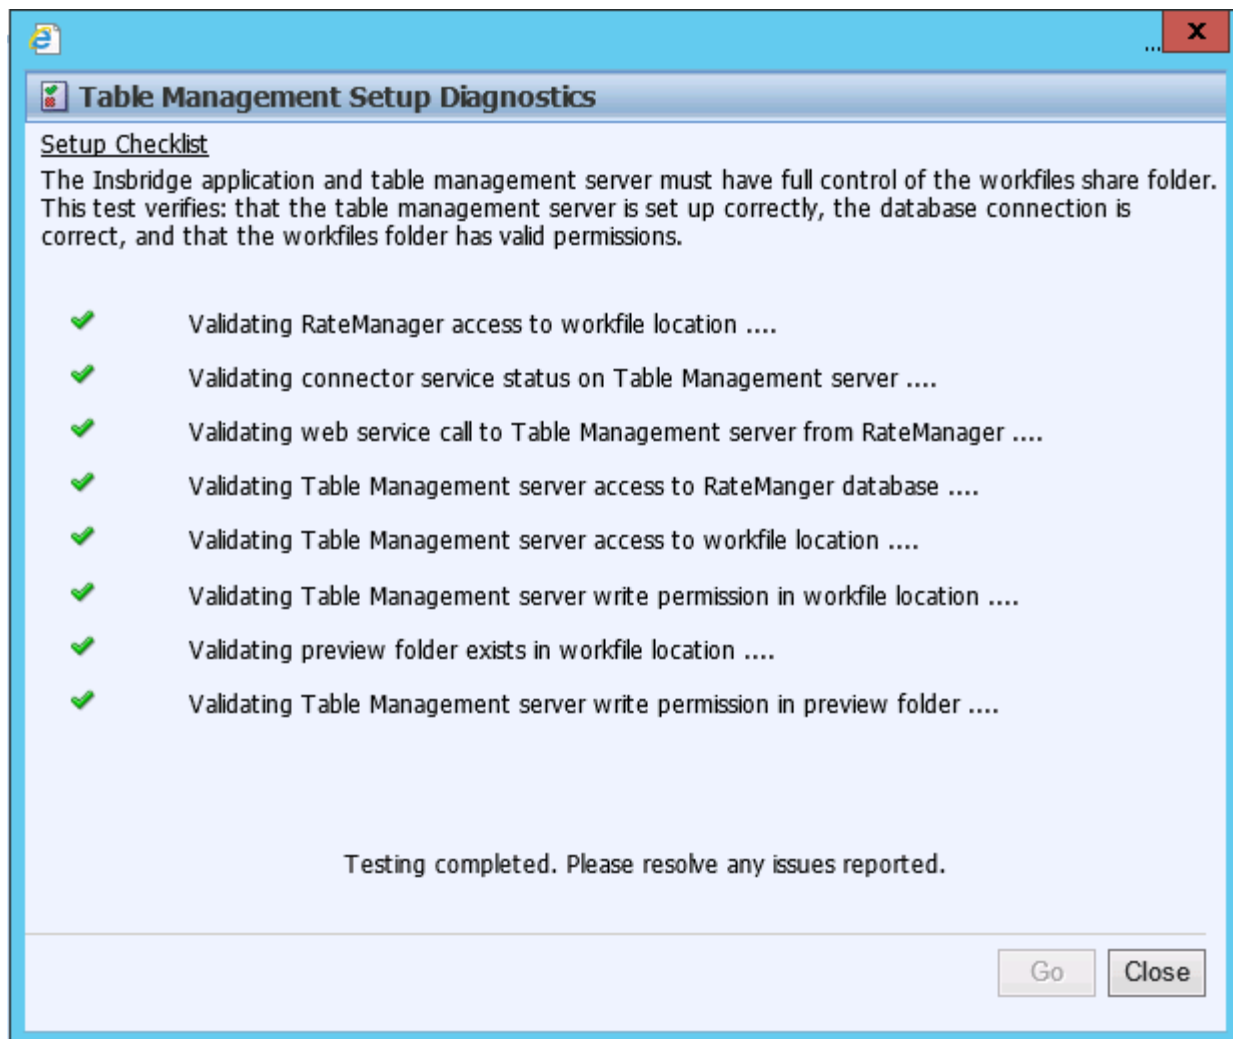 ...
x
Table Management Setup Diagnostics
Setup Checklist
The Insbridge application and table management server must have full control of the workfiles share folder.
This test verifies: that the table management server is set up correctly, the database connection is
correct, and that the workfiles folder has valid permissions.
Validating RateManager access to workfile location ....
Validating connector service status on Table Management server ....
Validating web service call to Table Management server from RateManager ....
Validating Table Management server access to RateManger database ....
Validating Table Management server access to workfile location ....
Validating Table Management server write permission in workfile location ....
Validating preview folder exists in workfile location ....
Validating Table Management server write permission in preview folder ....
Testing completed. Please resolve any issues reported.
Go Close